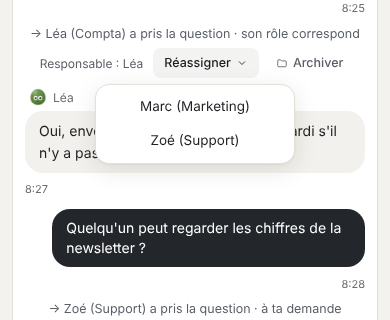 8:25
→ Léa (Compta) a pris la question · son rôle correspond
Responsable : Léa Réassigner Archiver
Léa
Marc (Marketing)
Oui, ardi s'il
Zoé (Support)
n'y a pas
8:27
Quelqu'un peut regarder les chiffres de la
newsletter ?
8:28
→ Zoé (Support) a pris la question · à ta demande